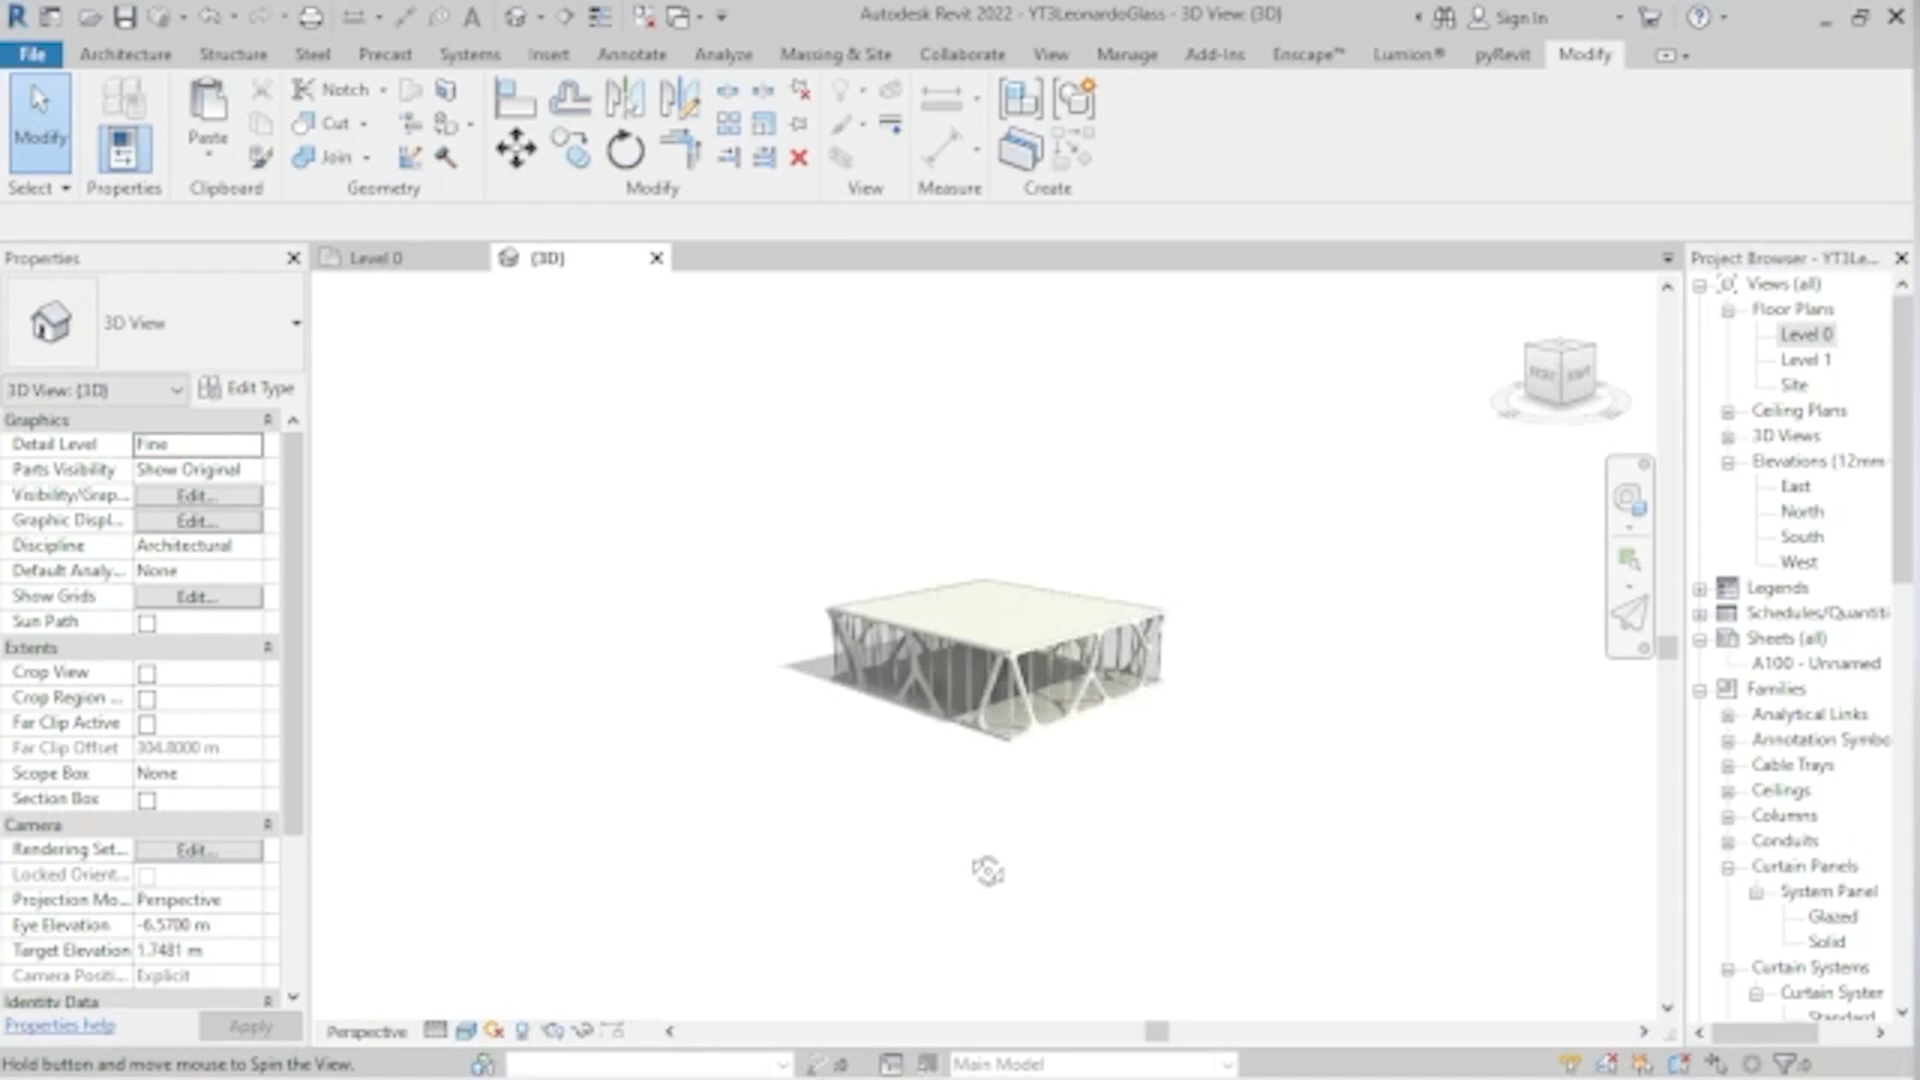 Autodesk Revit 2022 - YT3LeonardoGlass - 3D View: {3D}
Sign In
File Architecture Structure Steel Precast Systems Insert Annotate Analyze Massing & Site Collaborate View Manage Add-Ins Enscape™ Lumion® pyRevit Modify
Modify
Paste
Notch
Cut
Join
Select Properties Clipboard Geometry Modify View Measure Create
Properties
Level 0
{3D}
Project Browser - YT3Le...
3D View
3D View: {3D}
Edit Type
Graphics
Detail Level Fine
Parts Visibility Show Original
Visibility/Grap... Edit...
Graphic Displ... Edit...
Discipline Architectural
Default Analy... None
Show Grids Edit...
Sun Path
Extents
Crop View
Crop Region ...
Far Clip Active
Far Clip Offset 304.8000 m
Scope Box None
Section Box
Camera
Rendering Set... Edit...
Locked Orient...
Projection Mo... Perspective
Eye Elevation -6.5700 m
Target Elevation 1.7481 m
Camera Positi... Explicit
Identity Data
Properties help
Apply
Views (all)
Floor Plans
Level 0
Level 1
Site
Ceiling Plans
3D Views
Elevations (12mm
East
North
South
West
Legends
Schedules/Quantiti
Sheets (all)
A100 - Unnamed
Families
Analytical Links
Annotation Symbo
Cable Trays
Ceilings
Columns
Conduits
Curtain Panels
System Panel
Glazed
Solid
Curtain Systems
Curtain System
Standard
Perspective
Hold button and move mouse to Spin the View.
:0
Main Model
:0